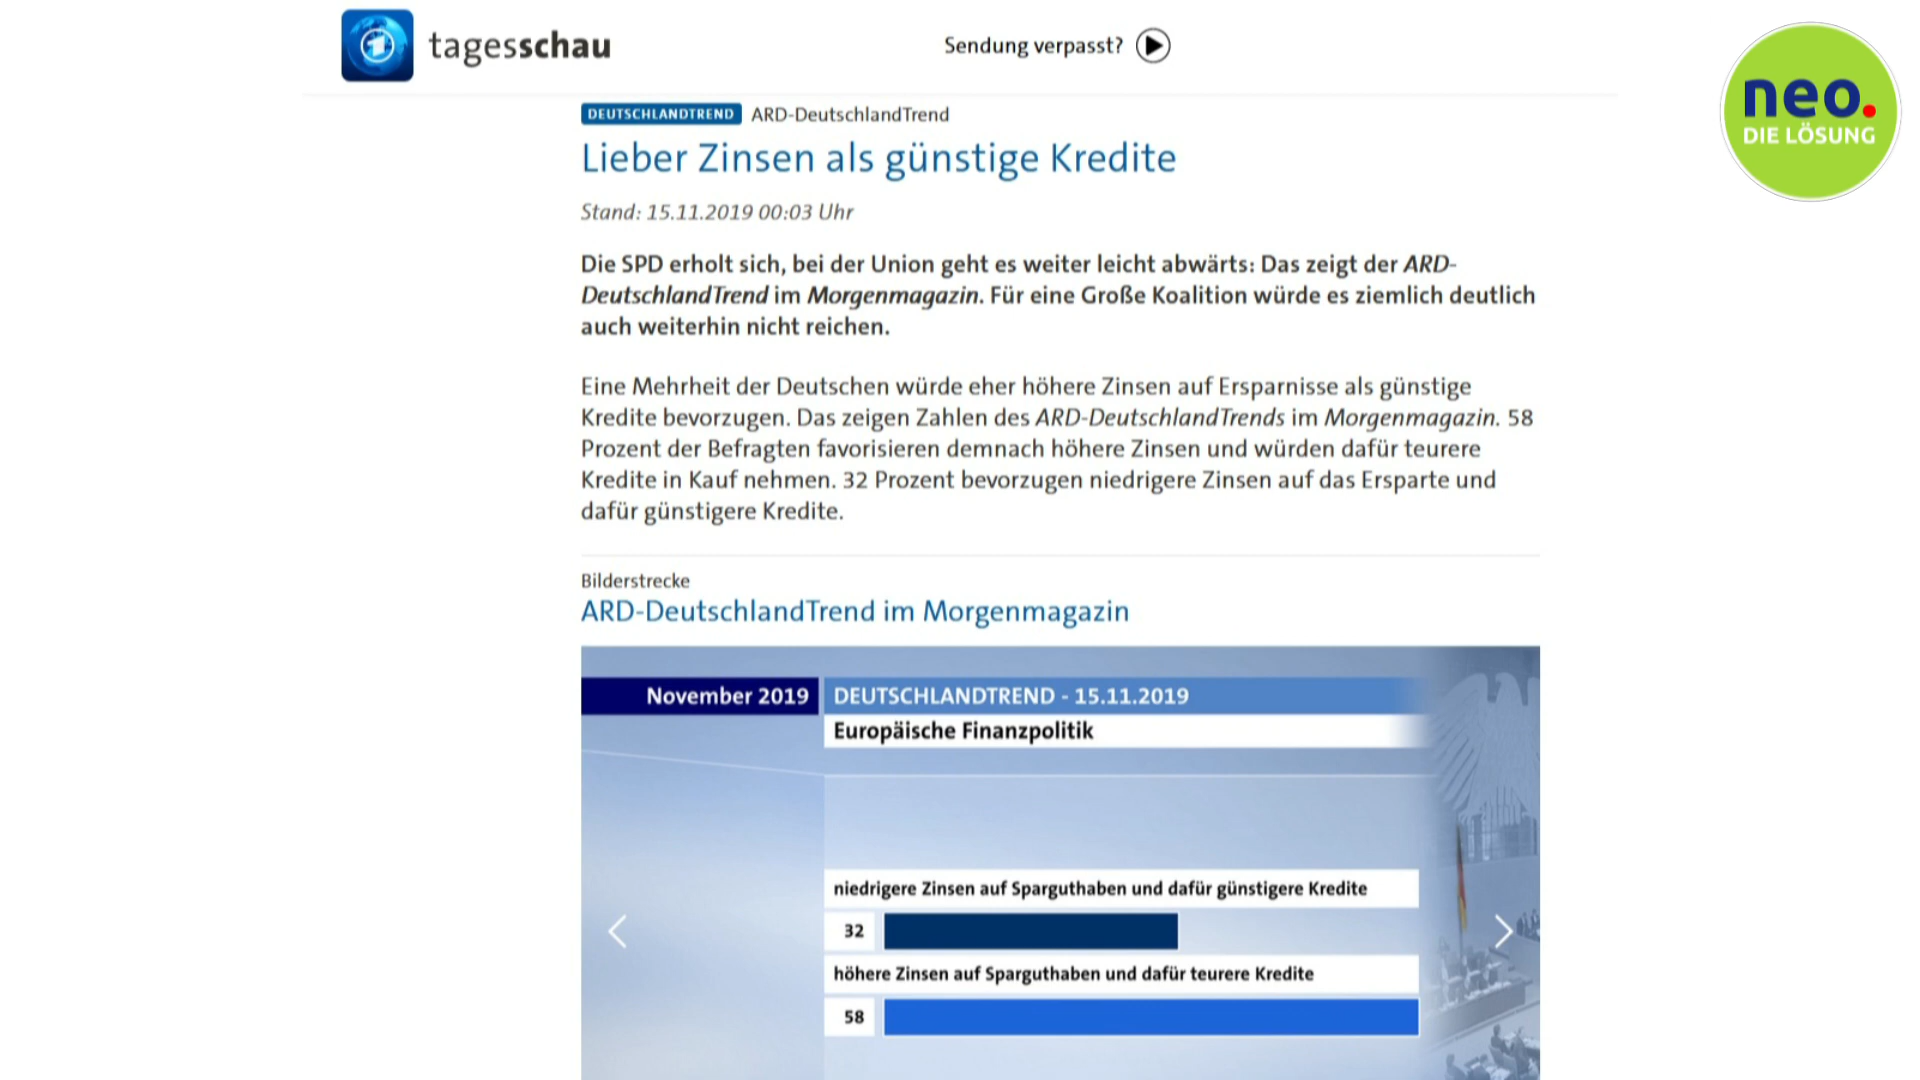 tagesschau
Sendung verpasst?
neo.
DIE LÖSUNG
DEUTSCHLANDTREND ARD-DeutschlandTrend
Lieber Zinsen als günstige Kredite
Stand: 15.11.2019 00:03 Uhr
Die SPD erholt sich, bei der Union geht es weiter leicht abwärts: Das zeigt der ARD-
DeutschlandTrend im Morgenmagazin. Für eine Große Koalition würde es ziemlich deutlich
auch weiterhin nicht reichen.
Eine Mehrheit der Deutschen würde eher höhere Zinsen auf Ersparnisse als günstige
Kredite bevorzugen. Das zeigen Zahlen des ARD-DeutschlandTrends im Morgenmagazin. 58
Prozent der Befragten favorisieren demnach höhere Zinsen und würden dafür teurere
Kredite in Kauf nehmen. 32 Prozent bevorzugen niedrigere Zinsen auf das Ersparte und
dafür günstigere Kredite.
Bilderstrecke
ARD-DeutschlandTrend im Morgenmagazin
November 2019 DEUTSCHLANDTREND - 15.11.2019
Europäische Finanzpolitik
niedrigere Zinsen auf Sparguthaben und dafür günstigere Kredite
32
höhere Zinsen auf Sparguthaben und dafür teurere Kredite
58